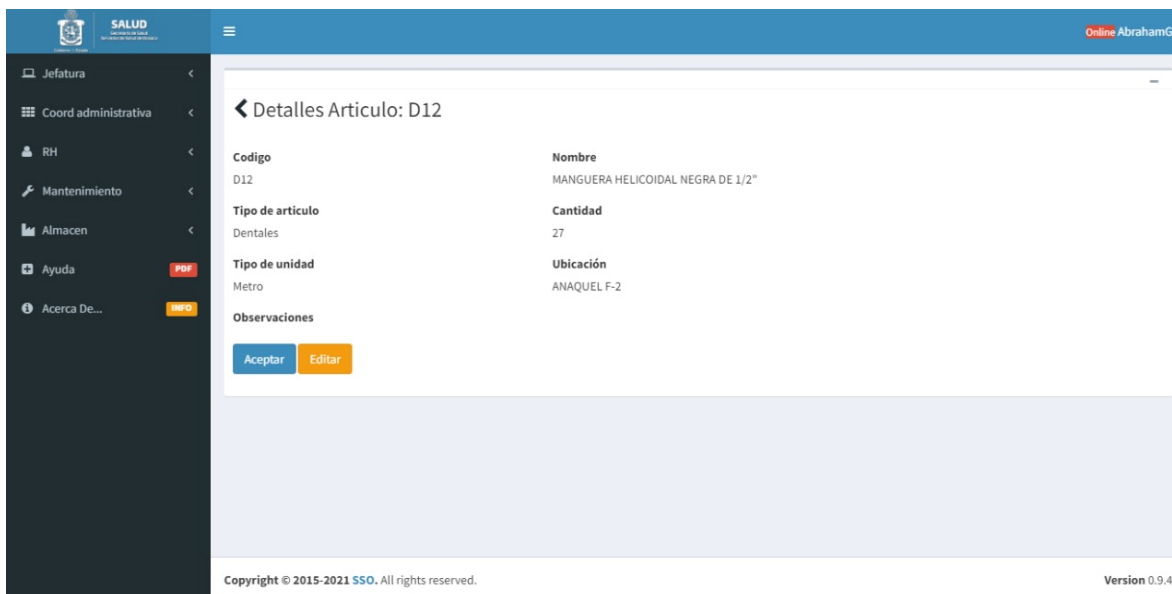 SALUD
Online AbrahamG
Jefatura
Coord administrativa
RH
Mantenimiento
Almacen
Ayuda PDF
Acerca De... INFO
Detalles Articulo: D12
Codigo
D12
Nombre
MANGUERA HELICOIDAL NEGRA DE 1/2"
Tipo de articulo
Dentales
Cantidad
27
Tipo de unidad
Metro
Ubicación
ANAQUEL F-2
Observaciones
Aceptar Editar
Copyright © 2015-2021 SSO. All rights reserved.
Version 0.9.4